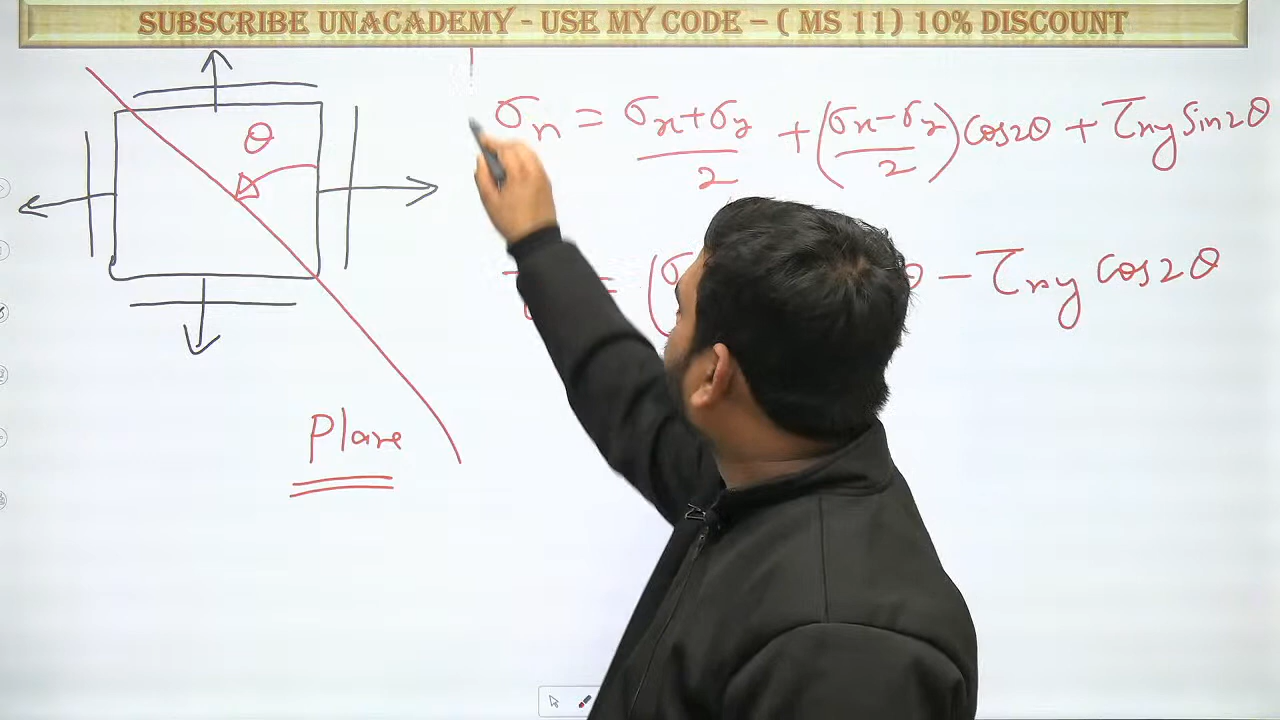 SUBSCRIBE UNACADEMY - USE MY CODE – ( MS 11) 10% DISCOUNT
θ
σn = σx+σy/2 + (σx-σy/2) cos2θ + τxy sin2θ
= (σ θ - τxy cos2θ
Plane